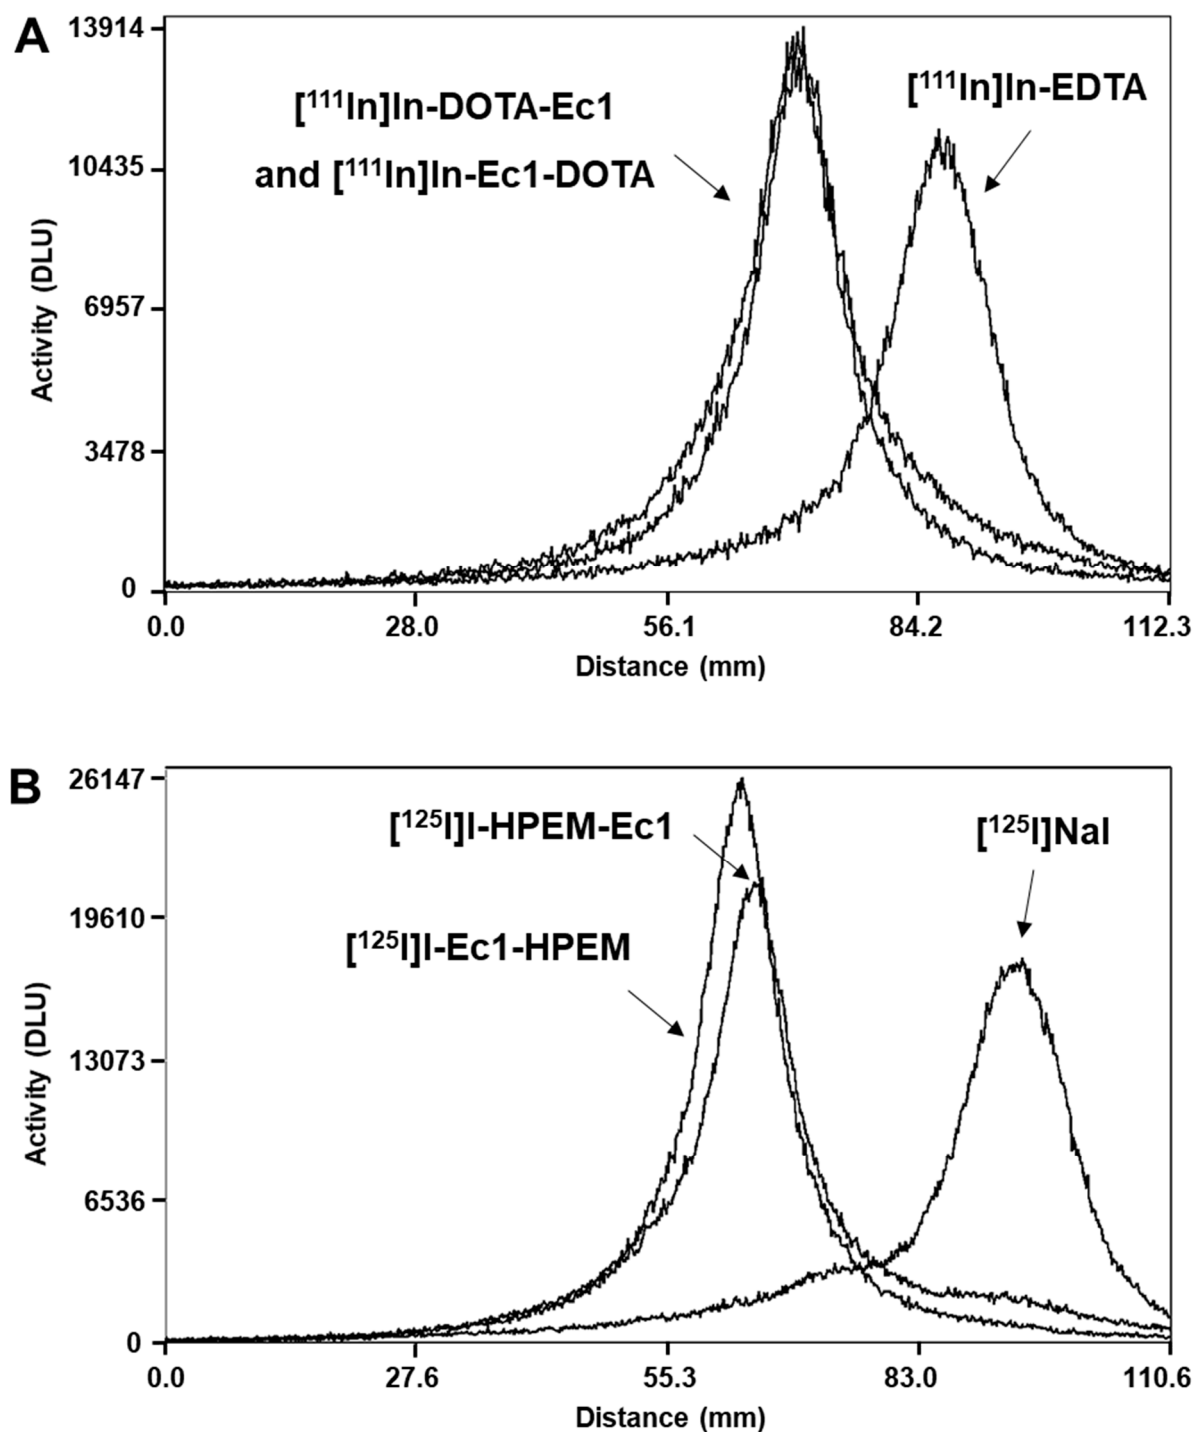 A
13914
10435
6957
3478
0
Activity (DLU)
[¹¹¹In]In-DOTA-Ec1
and [¹¹¹In]In-Ec1-DOTA
[¹¹¹In]In-EDTA
0.0 28.0 56.1 84.2 112.3
Distance (mm)
B
26147
19610
13073
6536
0
Activity (DLU)
[¹²⁵I]I-HPEM-Ec1
[¹²⁵I]I-Ec1-HPEM
[¹²⁵I]NaI
0.0 27.6 55.3 83.0 110.6
Distance (mm)